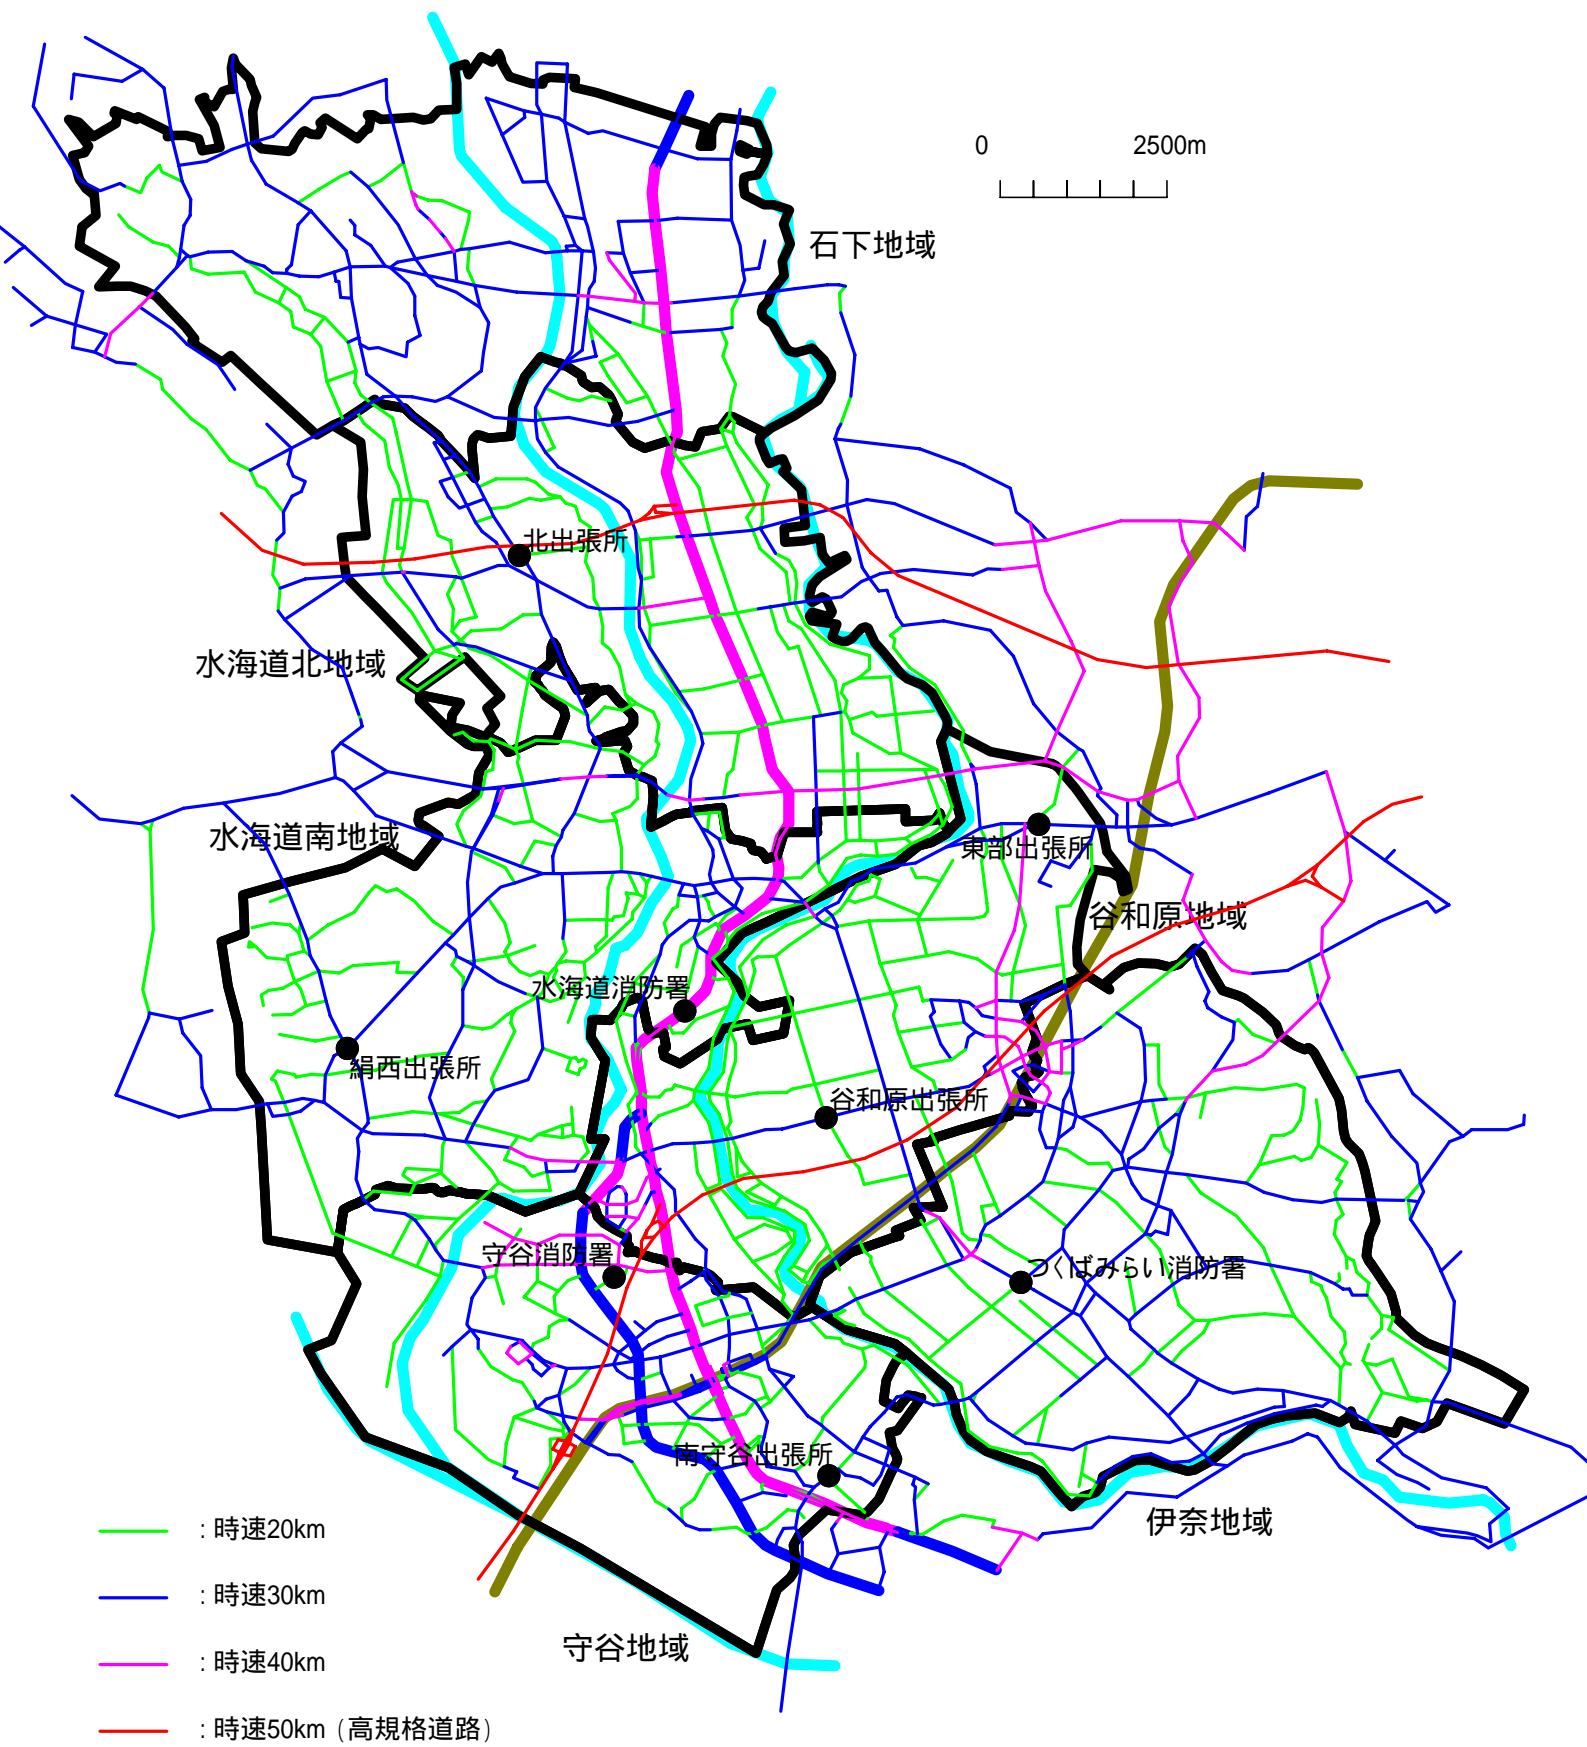 0 2500m
石下地域
北出張所
水海道北地域
水海道南地域
東部出張所
谷和原地域
水海道消防署
絹西出張所
谷和原出張所
守谷消防署
つくばみらい消防署
南守谷出張所
伊奈地域
：時速20km
：時速30km
守谷地域
：時速40km
：時速50km（高規格道路）